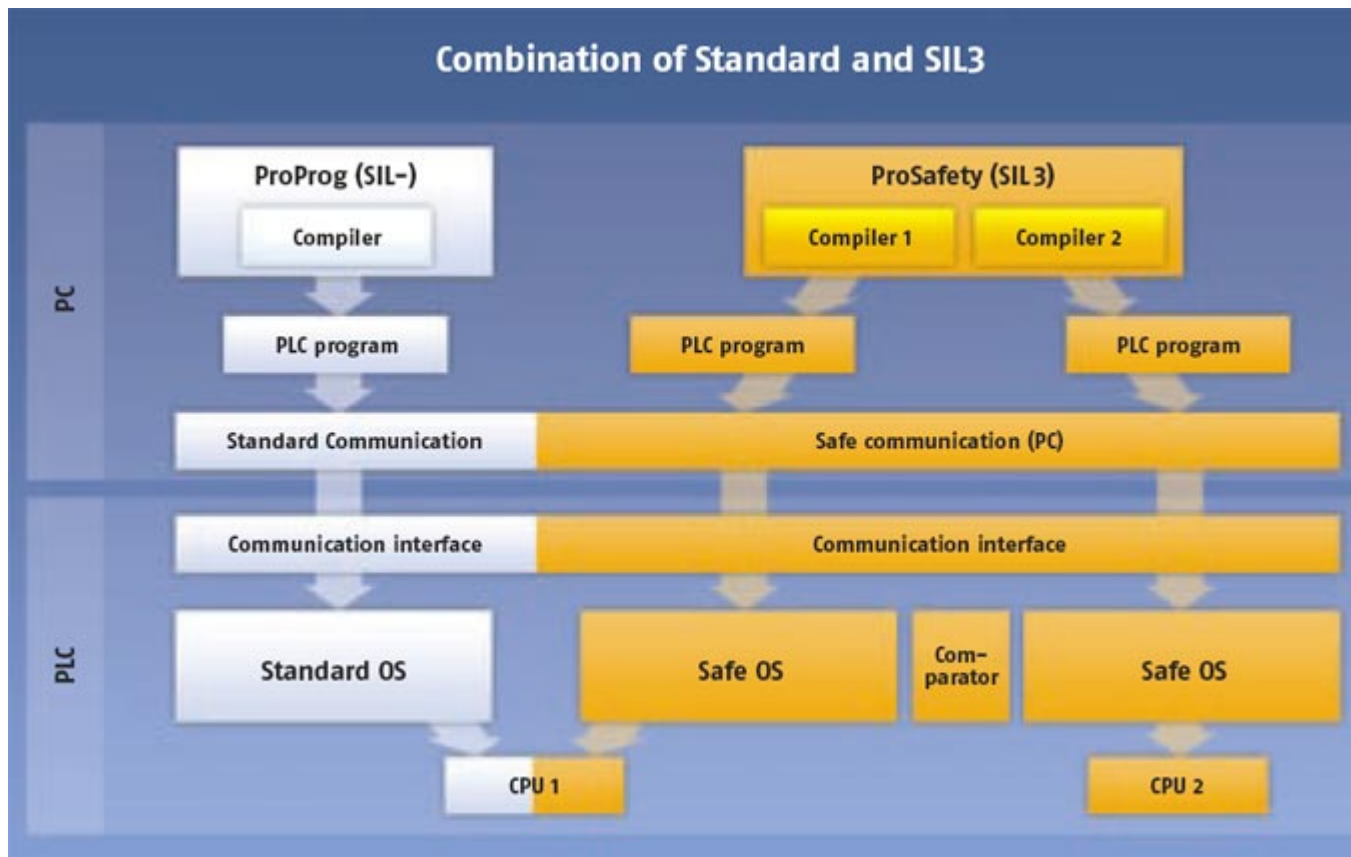 Combination of Standard and SIL3
PC
ProProg (SIL-)
Compiler
ProSafety (SIL 3)
Compiler 1
Compiler 2
PLC program
PLC program
PLC program
Standard Communication
Safe communication (PC)
PLC
Communication interface
Communication interface
Standard OS
Safe OS
Com-
parator
Safe OS
CPU 1
CPU 2